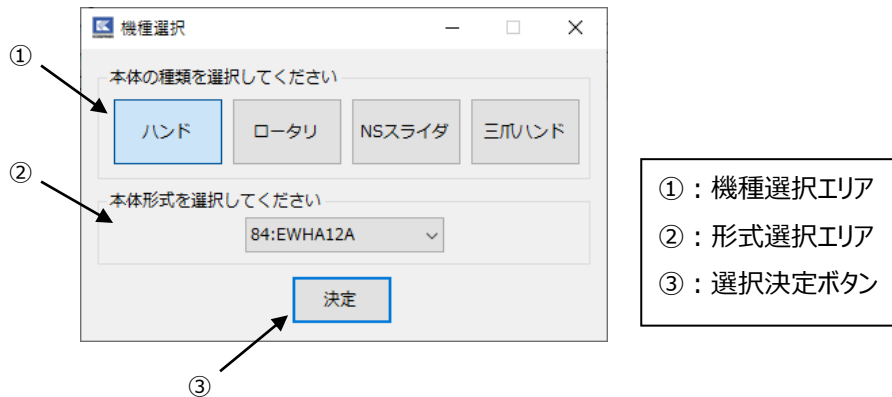 機種選択
①
本体の種類を選択してください
ハンド ロータリ NSスライダ 三爪ハンド
②
本体形式を選択してください
84:EWHA12A
決定
③
①：機種選択エリア
②：形式選択エリア
③：選択決定ボタン